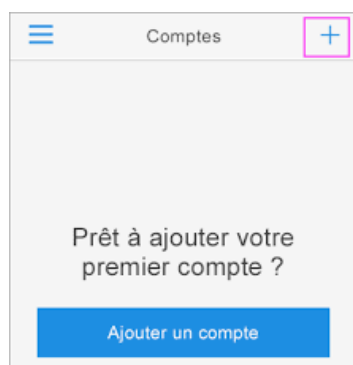 Comptes
Prêt à ajouter votre
premier compte ?
Ajouter un compte